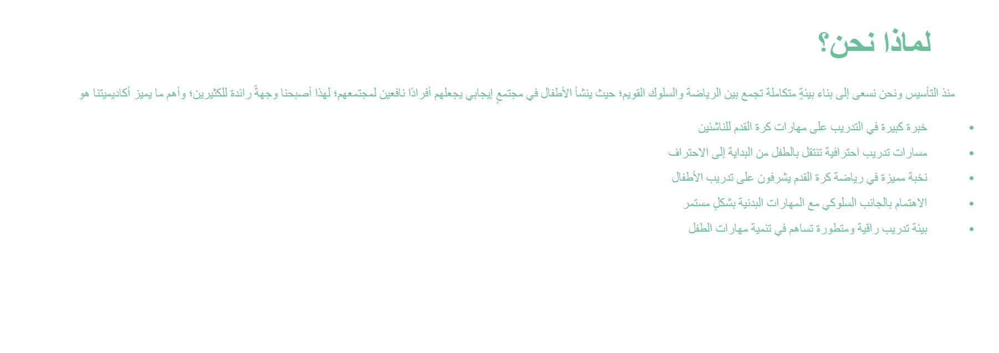 لماذا نحن؟
منذ التأسيس ونحن نسعى إلى بناء بيئةٍ متكاملة تجمع بين الرياضة والسلوك القويم؛ حيث ينشأ الأطفال في مجتمعٍ إيجابي يجعلهم أفرادًا نافعين لمجتمعهم؛ لهذا أصبحنا وجهةً رائدة للكثيرين؛ وأهم ما يميز أكاديميتنا هو
• خبرة كبيرة في التدريب على مهارات كرة القدم للناشئين
• مسارات تدريب احترافية تنتقل بالطفل من البداية إلى الاحتراف
• نخبة مميزة في رياضة كرة القدم يشرفون على تدريب الأطفال
• الاهتمام بالجانب السلوكي مع المهارات البدنية بشكلٍ مستمر
• بيئة تدريب راقية ومتطورة تساهم في تنمية مهارات الطفل